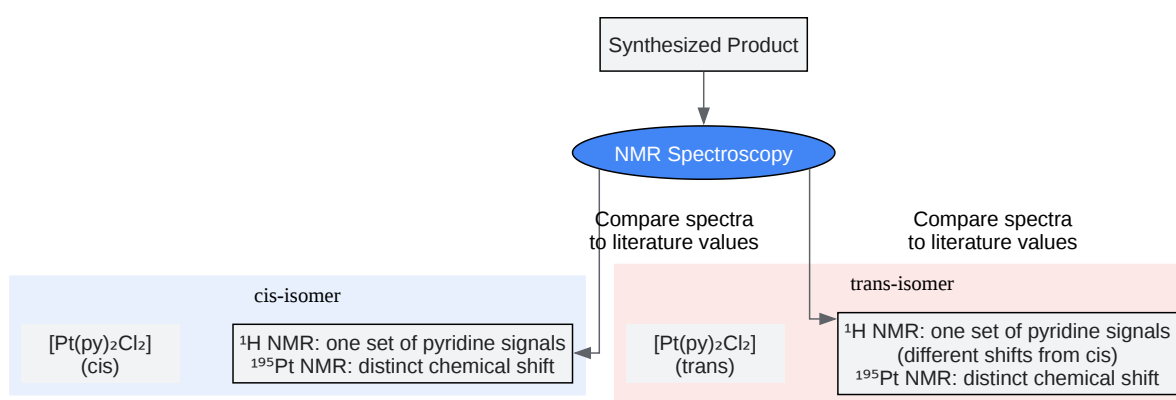 Synthesized Product
NMR Spectroscopy
Compare spectra
to literature values
Compare spectra
to literature values
cis-isomer
[Pt(py)₂Cl₂]
(cis)
¹H NMR: one set of pyridine signals
¹⁹⁵Pt NMR: distinct chemical shift
trans-isomer
[Pt(py)₂Cl₂]
(trans)
¹H NMR: one set of pyridine signals
(different shifts from cis)
¹⁹⁵Pt NMR: distinct chemical shift